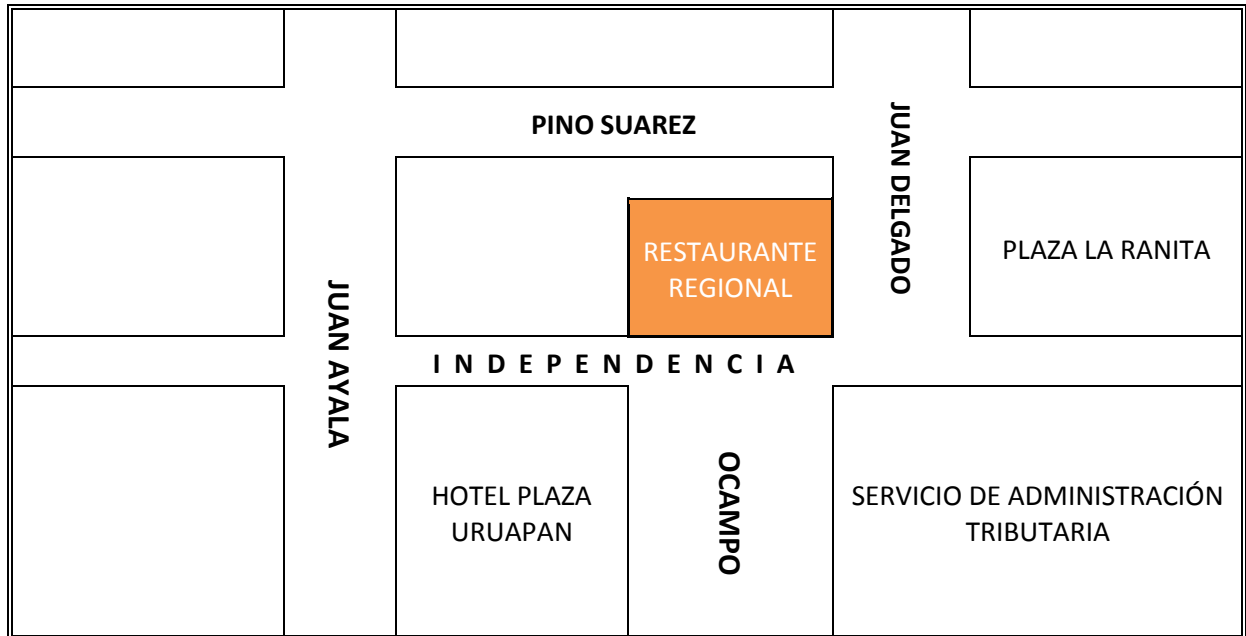 PINO SUAREZ
JUAN DELGADO
RESTAURANTE
REGIONAL
PLAZA LA RANITA
JUAN AYALA
INDEPENDENCIA
HOTEL PLAZA
URUAPAN
OCAMPO
SERVICIO DE ADMINISTRACIÓN
TRIBUTARIA